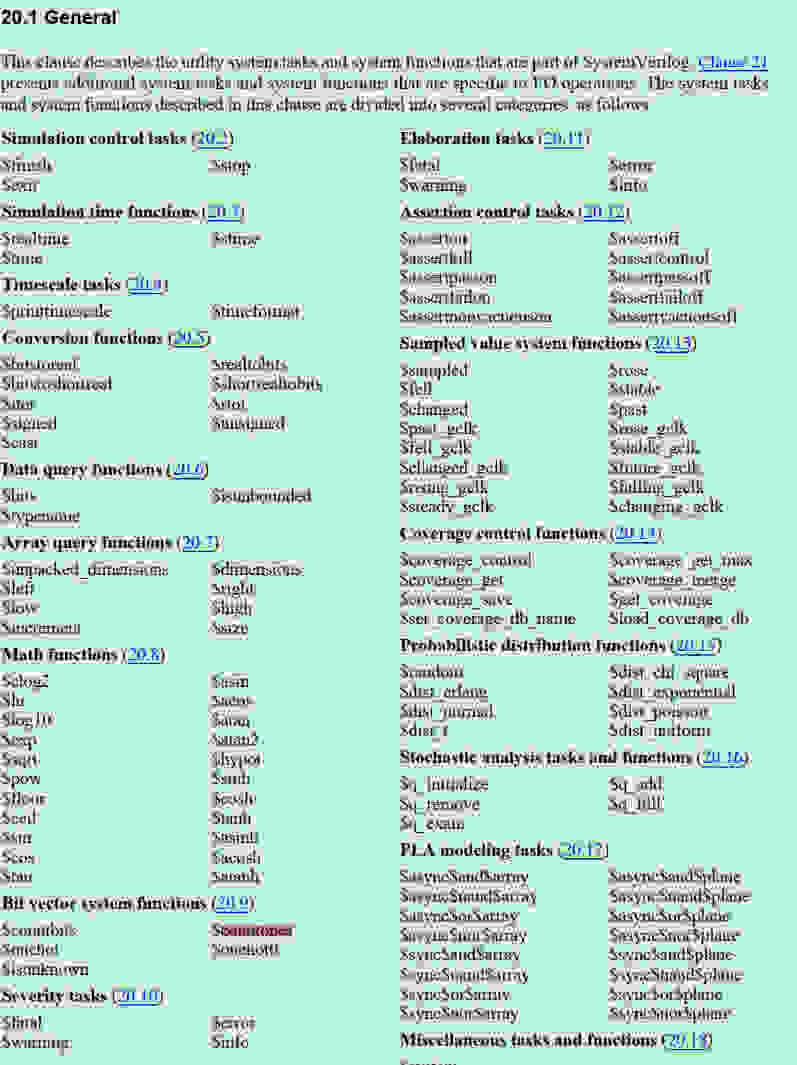 20.1 General
This clause describes the utility system tasks and system functions that are part of SystemVerilog. Clause 21
presents additional system tasks and system functions that are specific to I/O operations. The system tasks
and system functions described in this clause are divided into several categories, as follows:
Simulation control tasks (20.2)
$finish $stop
$exit
Simulation time functions (20.3)
$realtime $stime
$time
Timescale tasks (20.4)
$printtimescale $timeformat
Conversion functions (20.5)
$bitstoreal $realtobits
$bitstoshortreal $shortrealtobits
$itor $rtoi
$signed $unsigned
$cast
Data query functions (20.6)
$bits $isunbounded
$typename
Array query functions (20.7)
$unpacked_dimensions $dimensions
$left $right
$low $high
$increment $size
Math functions (20.8)
$clog2 $asin
$ln $acos
$log10 $atan
$exp $atan2
$sqrt $hypot
$pow $sinh
$floor $cosh
$ceil $tanh
$sin $asinh
$cos $acosh
$tan $atanh
Bit vector system functions (20.9)
$countbits $countones
$onehot $onehot0
$isunknown
Severity tasks (20.10)
$fatal $error
$warning $info
Elaboration tasks (20.11)
$fatal $error
$warning $info
Assertion control tasks (20.12)
$asserton $assertoff
$assertkill $assertcontrol
$assertpasson $assertpassoff
$assertfailon $assertfailoff
$assertnonvacuouson $assertvacuousoff
Sampled value system functions (20.13)
$sampled $rose
$fell $stable
$changed $past
$past_gclk $rose_gclk
$fell_gclk $stable_gclk
$changed_gclk $future_gclk
$rising_gclk $falling_gclk
$steady_gclk $changing_gclk
Coverage control functions (20.14)
$coverage_control $coverage_get_max
$coverage_get $coverage_merge
$coverage_save $get_coverage
$set_coverage_db_name $load_coverage_db
Probabilistic distribution functions (20.15)
$random $dist_chi_square
$dist_erlang $dist_exponential
$dist_normal $dist_poisson
$dist_t $dist_uniform
Stochastic analysis tasks and functions (20.16)
$q_initialize $q_add
$q_remove $q_full
$q_exam
PLA modeling tasks (20.17)
$async$and$array $async$and$plane
$async$nand$array $async$nand$plane
$async$or$array $async$or$plane
$async$nor$array $async$nor$plane
$sync$and$array $sync$and$plane
$sync$nand$array $sync$nand$plane
$sync$or$array $sync$or$plane
$sync$nor$array $sync$nor$plane
Miscellaneous tasks and functions (20.18)